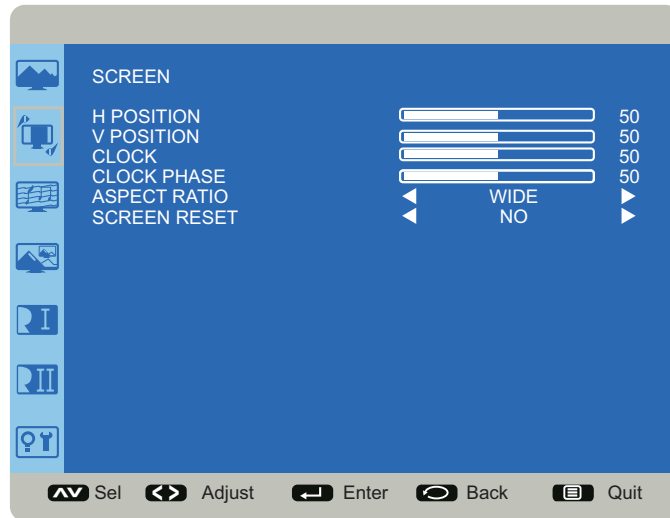 SCREEN
H POSITION 50
V POSITION 50
CLOCK 50
CLOCK PHASE 50
ASPECT RATIO WIDE
SCREEN RESET NO
Sel Adjust Enter Back Quit